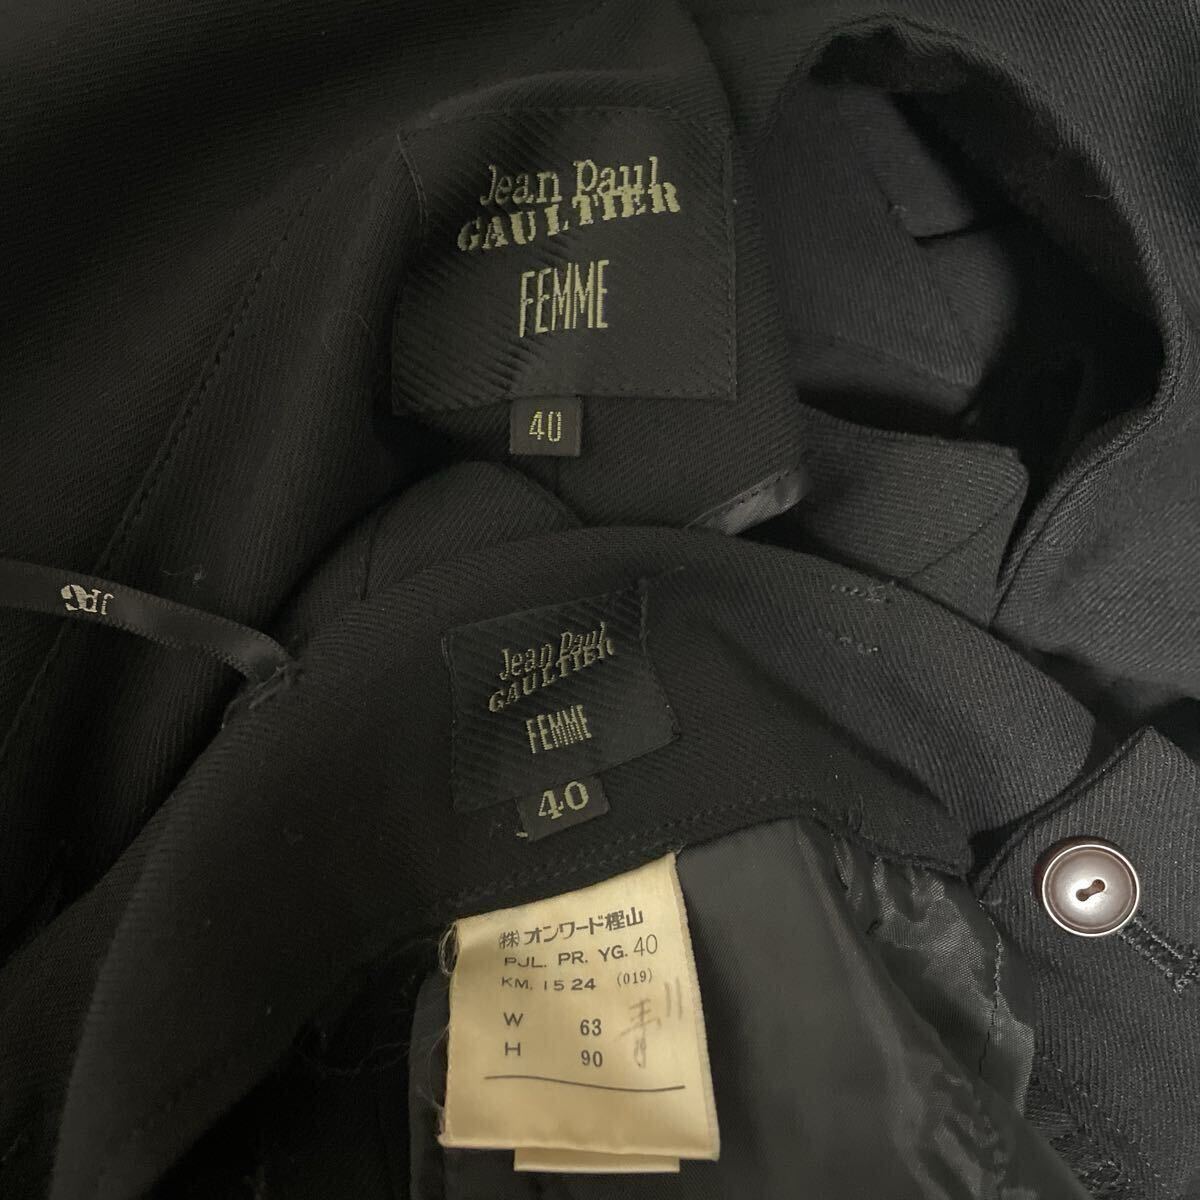 Jean Paul
GAULTIER
FEMME
40
JPG
Jean Paul
GAULTIER
FEMME
40
㈱オンワード樫山
PJL. PR. YG. 40
KM. 1524 (019)
W 63
H 90